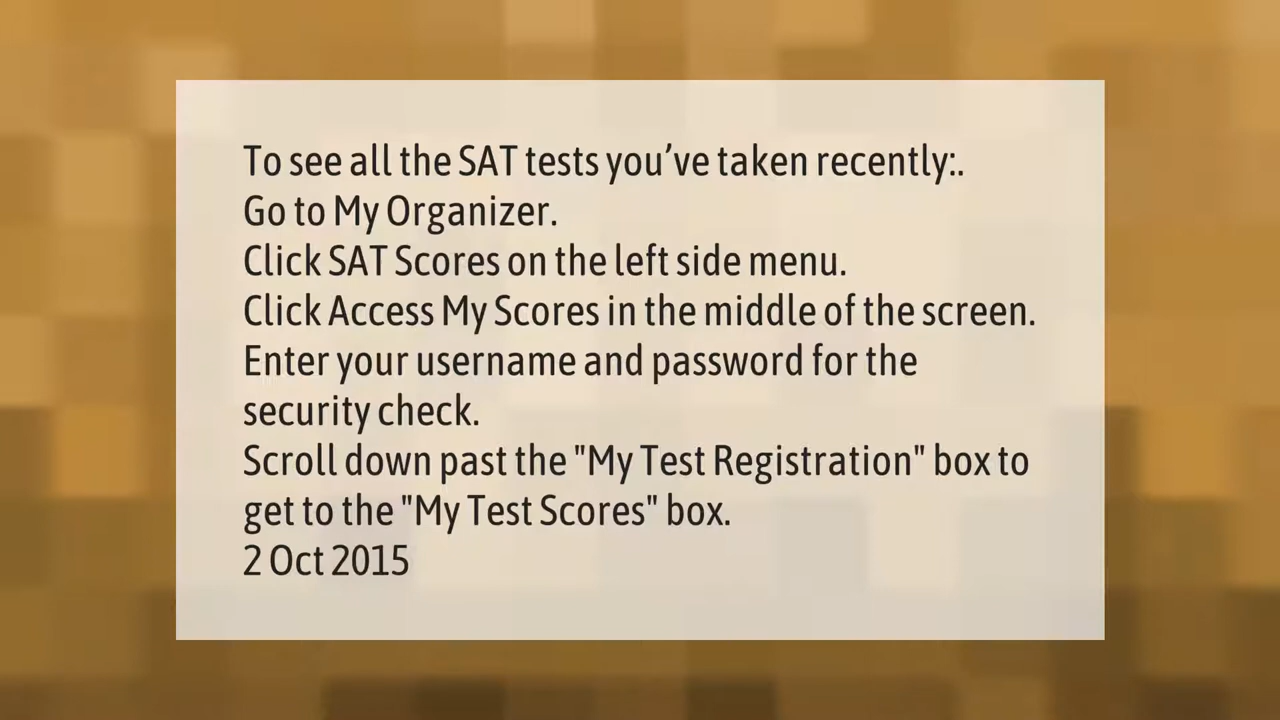 To see all the SAT tests you’ve taken recently:.
Go to My Organizer.
Click SAT Scores on the left side menu.
Click Access My Scores in the middle of the screen.
Enter your username and password for the
security check.
Scroll down past the "My Test Registration" box to
get to the "My Test Scores" box.
2 Oct 2015